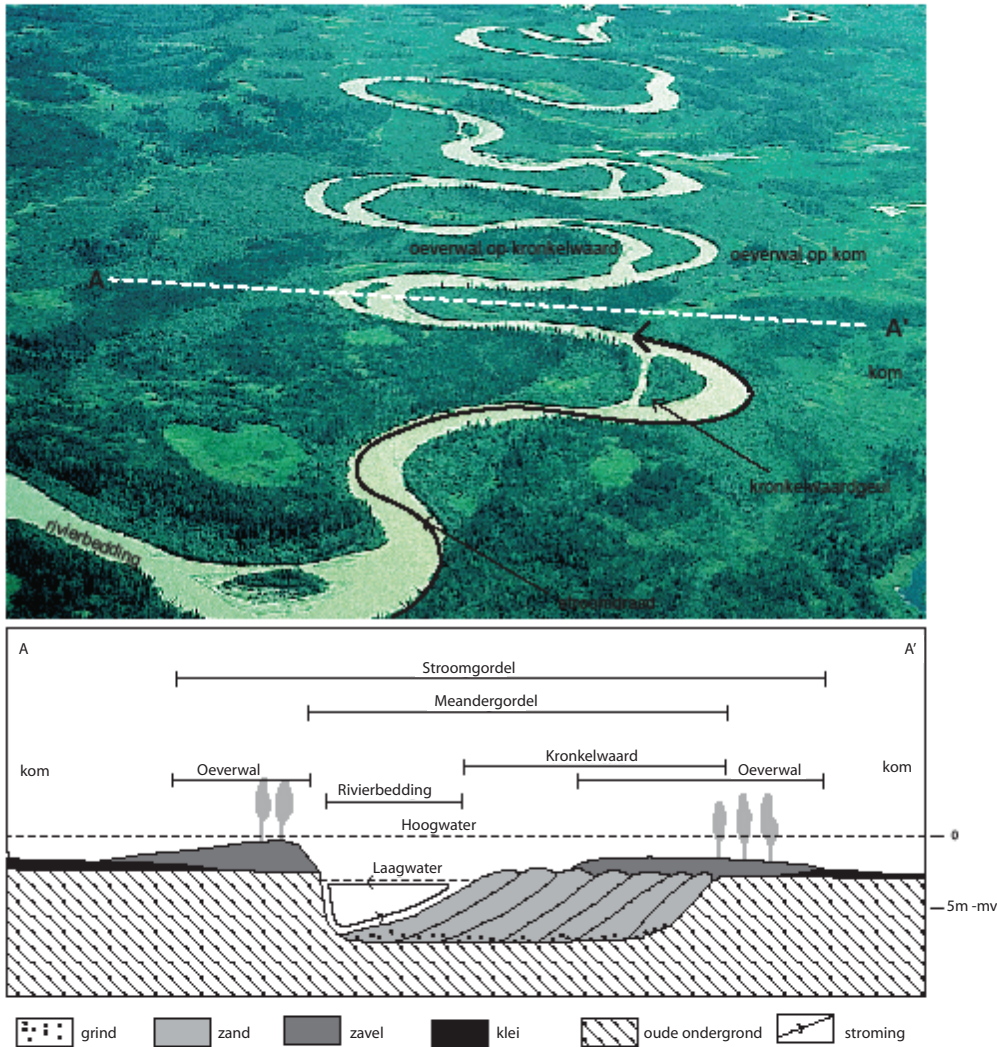 oeverwal op kronkelwaard
oeverwal op kom
A
A'
kom
kronkelwaardgeul
rivierbedding
stroomdraad
A
A'
Stroomgordel
Meandergordel
Kronkelwaard
kom
Oeverwal
Oeverwal
kom
Rivierbedding
Hoogwater
0
Laagwater
5m -mv
grind
zand
zavel
klei
oude ondergrond
stroming